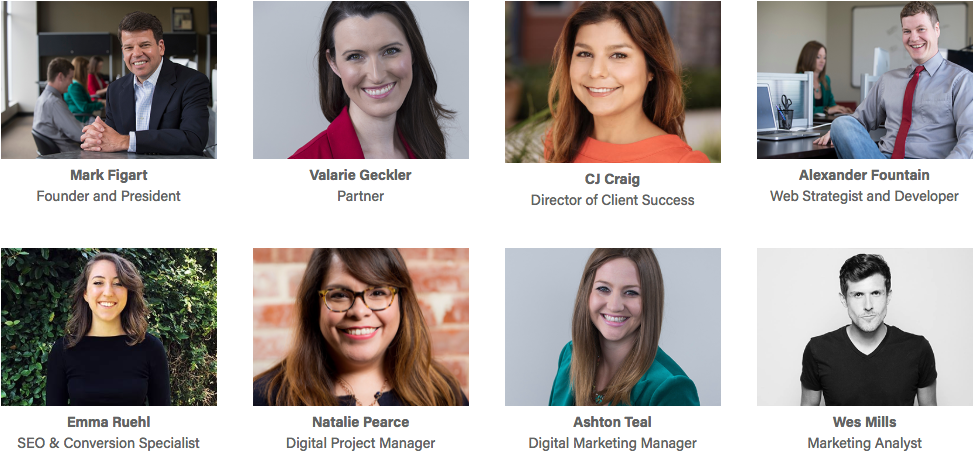 Mark Figart
Founder and President
Valarie Geckler
Partner
CJ Craig
Director of Client Success
Alexander Fountain
Web Strategist and Developer
Emma Ruehl
SEO & Conversion Specialist
Natalie Pearce
Digital Project Manager
Ashton Teal
Digital Marketing Manager
Wes Mills
Marketing Analyst